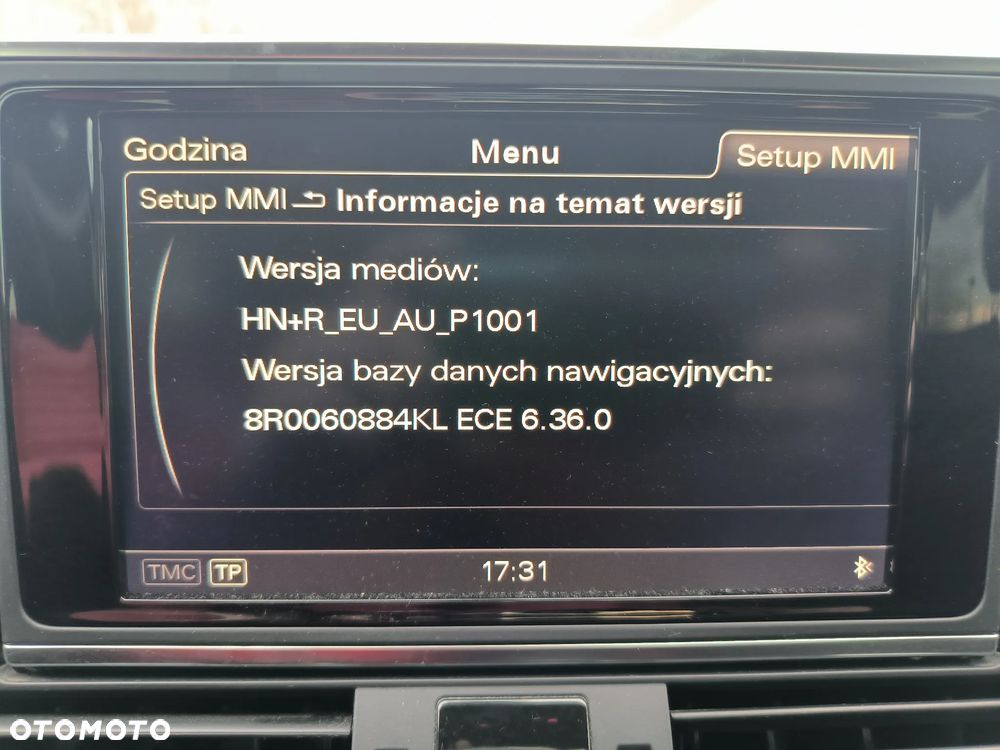 Godzina Menu Setup MMI
Setup MMI Informacje na temat wersji
Wersja mediów:
HN+R_EU_AU_P1001
Wersja bazy danych nawigacyjnych:
8R0060884KL ECE 6.36.0
TMC TP 17:31
OTOMOTO